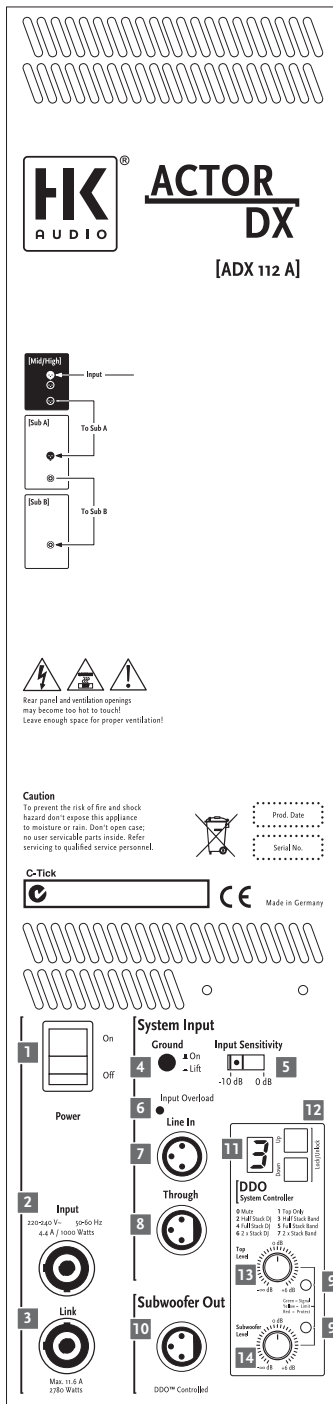 HK
®
AUDIO
ACTOR
DX
[ADX 112 A]
[Mid/High]
Input
To Sub A
[Sub A]
To Sub B
[Sub B]
Rear panel and ventilation openings
may become too hot to touch!
Leave enough space for proper ventilation!
Caution
To prevent the risk of fire and shock
hazard don't expose this appliance
to moisture or rain. Don't open case;
no user servicable parts inside. Refer
servicing to qualified service personnel.
Prod. Date
Serial No.
C-Tick
CE
Made in Germany
1
On
Off
Power
System Input
4
Ground
On
Lift
Input Sensitivity
-10 dB
0 dB
5
6
Input Overload
Line In
7
Through
8
2
Input
220-240 V~ 50-60 Hz
4.4 A / 1000 Watts
3
Link
Max. 11.6 A
2780 Watts
Subwoofer Out
10
DDO™ Controlled
12
11
3
Up
Down
Lock/Unlock
DDO
System Controller
0 Mute 1 Top Only
2 Half Stack DJ 3 Half Stack Band
4 Full Stack DJ 5 Full Stack Band
6 2 x Stack DJ 7 2 x Stack Band
Top
Level
0 dB
13
-∞ dB
+6 dB
9
Green = Signal
Yellow = Limit
Red = Protect
Subwoofer
Level
0 dB
9
14
-∞ dB
+6 dB